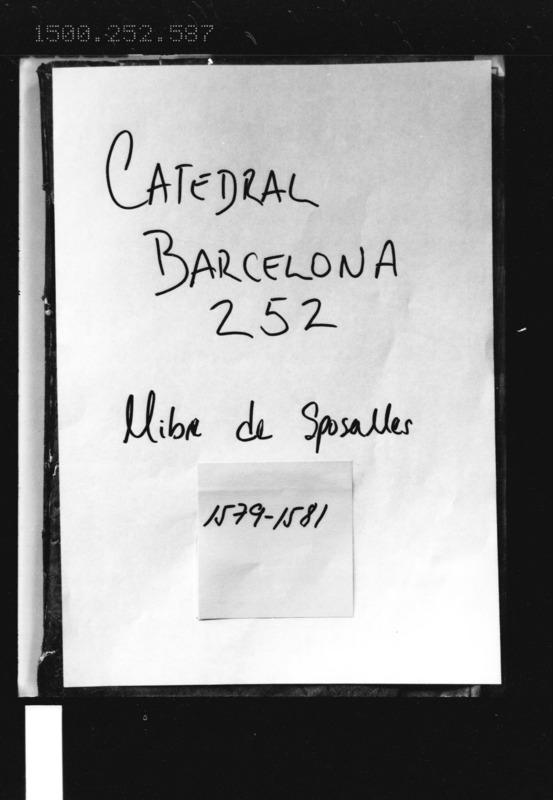 1500.252.587
CATEDRAL
BARCELONA
252
Llibre de Sposalles
1579-1581